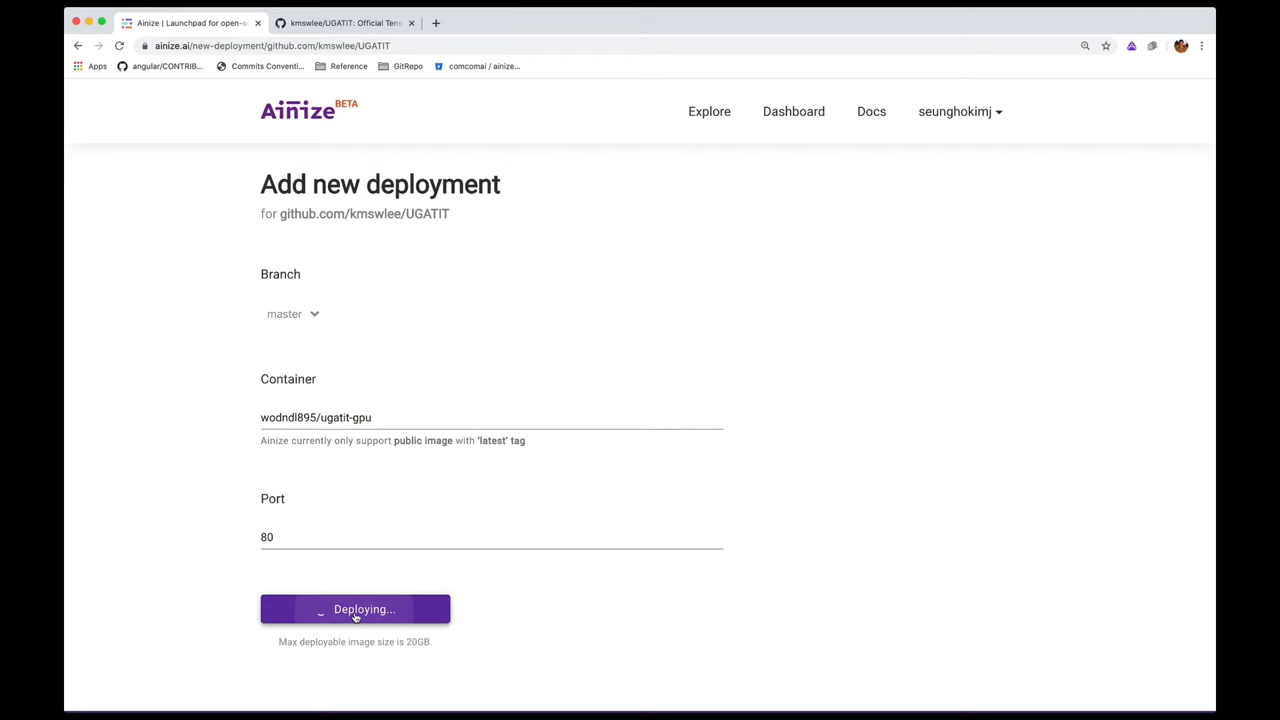 Ainize | Launchpad for open-so
kmswlee/UGATIT: Official Tens
ainize.ai/new-deployment/github.com/kmswlee/UGATIT
Apps angular/CONTRIB... Commits Conventi... Reference GitRepo comcomai / ainize...
Ainize BETA
Explore Dashboard Docs seunghokimj
Add new deployment
for github.com/kmswlee/UGATIT
Branch
master
Container
wodndl895/ugatit-gpu
Ainize currently only support public image with 'latest' tag
Port
80
Deploying...
Max deployable image size is 20GB.